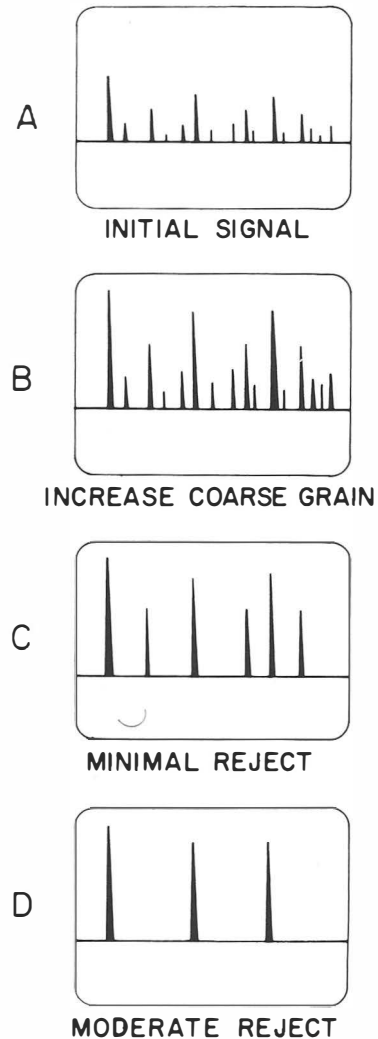 A
INITIAL SIGNAL
B
INCREASE COARSE GRAIN
C
MINIMAL REJECT
D
MODERATE REJECT